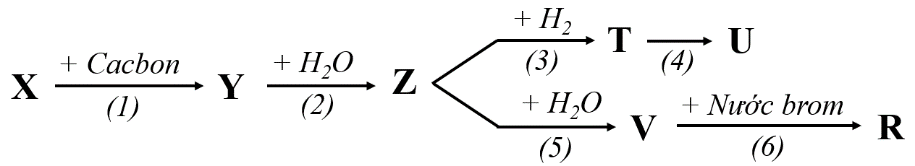 + H₂ T U
(3) (4)
X + Cacbon Y + H₂O Z
(1) (2)
+ H₂O V + Nước brom R
(5) (6)